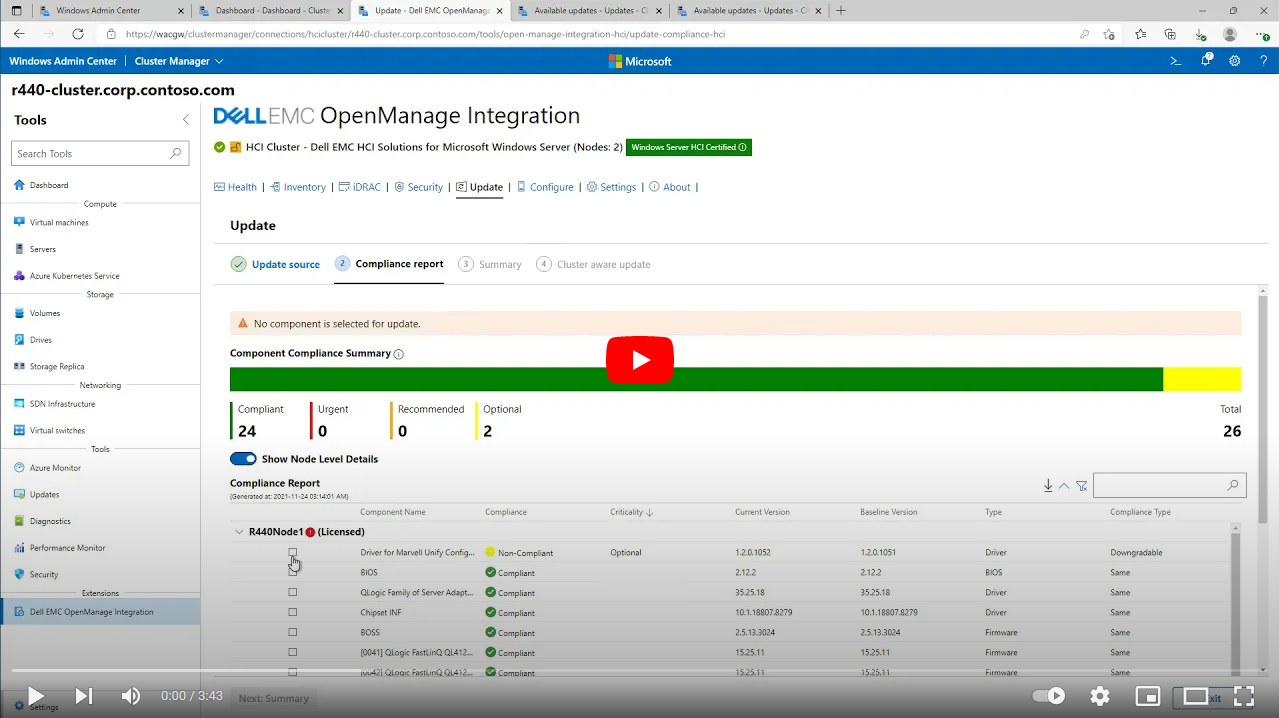 Windows Admin Center
Dashboard - Dashboard - Cluste
Update - Dell EMC OpenManage
Available updates - Updates - Cl
Available updates - Updates - Cl
https://wacgw/clustermanager/connections/hcicluster/r440-cluster.corp.contoso.com/tools/open-manage-integration-hci/update-compliance-hci
Windows Admin Center | Cluster Manager
Microsoft
r440-cluster.corp.contoso.com
Tools
Search Tools
Dashboard
Compute
Virtual machines
Servers
Azure Kubernetes Service
Storage
Volumes
Drives
Storage Replica
Networking
SDN Infrastructure
Virtual switches
Tools
Azure Monitor
Updates
Diagnostics
Performance Monitor
Security
Extensions
Dell EMC OpenManage Integration
Settings
DELLEMC OpenManage Integration
HCI Cluster - Dell EMC HCI Solutions for Microsoft Windows Server (Nodes: 2) Windows Server HCI Certified
Health | Inventory | iDRAC | Security | Update | Configure | Settings | About |
Update
Update source 2 Compliance report 3 Summary 4 Cluster aware update
No component is selected for update.
Component Compliance Summary
Compliant Urgent Recommended Optional Total
24 0 0 2 26
Show Node Level Details
Compliance Report
(Generated at: 2021-11-24 03:14:01 AM)
Component Name Compliance Criticality Current Version Baseline Version Type Compliance Type
R440Node1 (Licensed)
Driver for Marvell Unify Config... Non-Compliant Optional 1.2.0.1052 1.2.0.1051 Driver Downgradable
BIOS Compliant 2.12.2 2.12.2 BIOS Same
QLogic Family of Server Adapt... Compliant 35.25.18 35.25.18 Driver Same
Chipset INF Compliant 10.1.18807.8279 10.1.18807.8279 Driver Same
BOSS Compliant 2.5.13.3024 2.5.13.3024 Firmware Same
[0041] QLogic FastLinQ QL412... Compliant 15.25.11 15.25.11 Firmware Same
[0042] QLogic FastLinQ QL412... Compliant 15.25.11 15.25.11 Firmware Same
0:00 / 3:43
Next: Summary